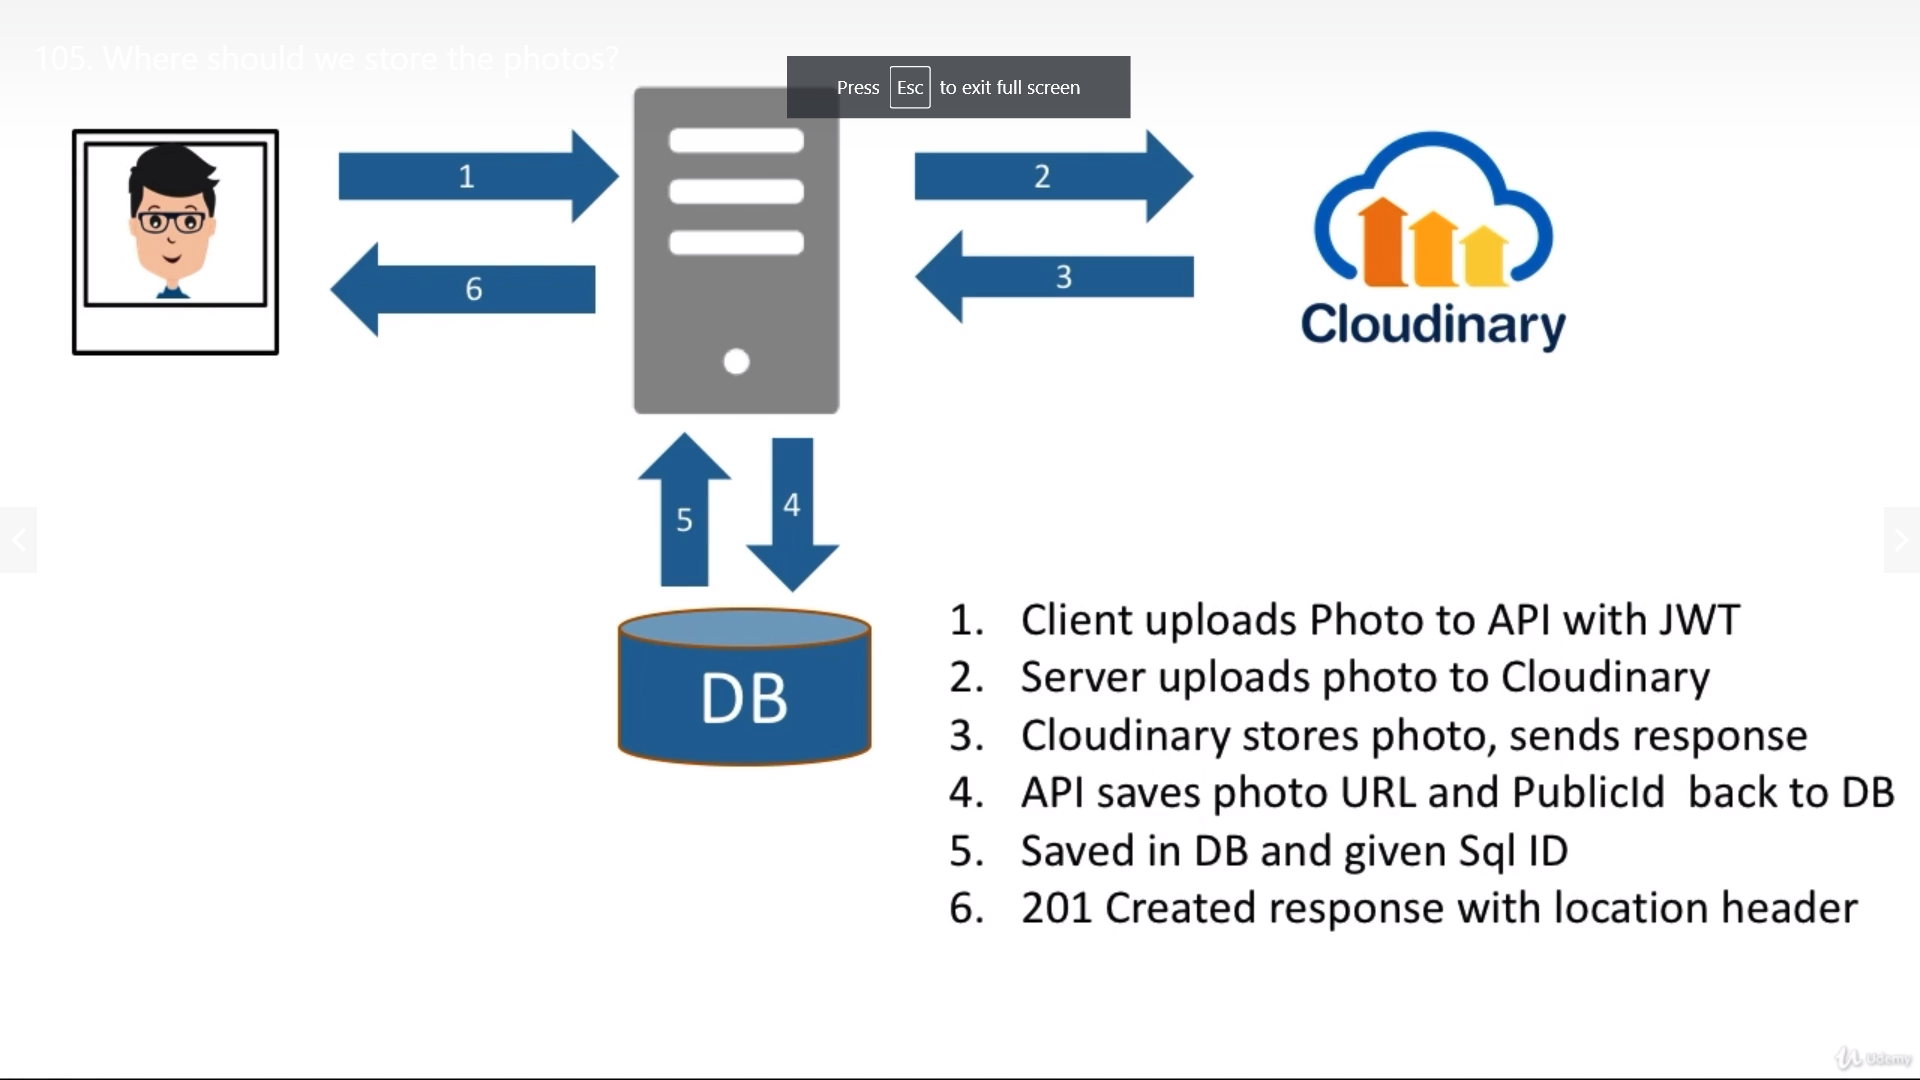 105. Where should we store the photos?
Press Esc to exit full screen
1
2
6
3
Cloudinary
5
4
DB
1. Client uploads Photo to API with JWT
2. Server uploads photo to Cloudinary
3. Cloudinary stores photo, sends response
4. API saves photo URL and PublicId back to DB
5. Saved in DB and given Sql ID
6. 201 Created response with location header
Udemy